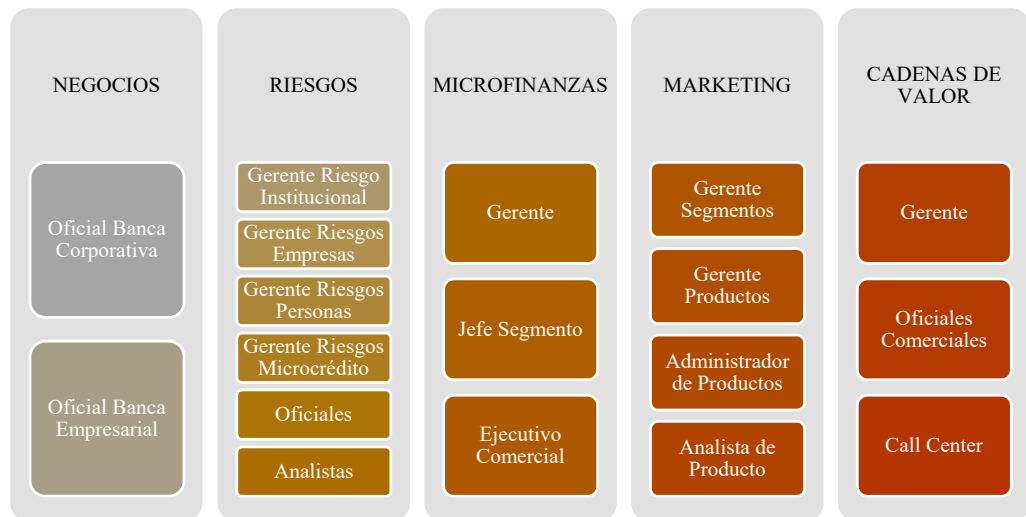 NEGOCIOS
Oficial Banca
Corporativa
Oficial Banca
Empresarial
RIESGOS
Gerente Riesgo
Institucional
Gerente Riesgos
Empresas
Gerente Riesgos
Personas
Gerente Riesgos
Microcrédito
Oficiales
Analistas
MICROFINANZAS
Gerente
Jefe Segmento
Ejecutivo
Comercial
MARKETING
Gerente
Segmentos
Gerente
Productos
Administrador
de Productos
Analista de
Producto
CADENAS DE
VALOR
Gerente
Oficiales
Comerciales
Call Center